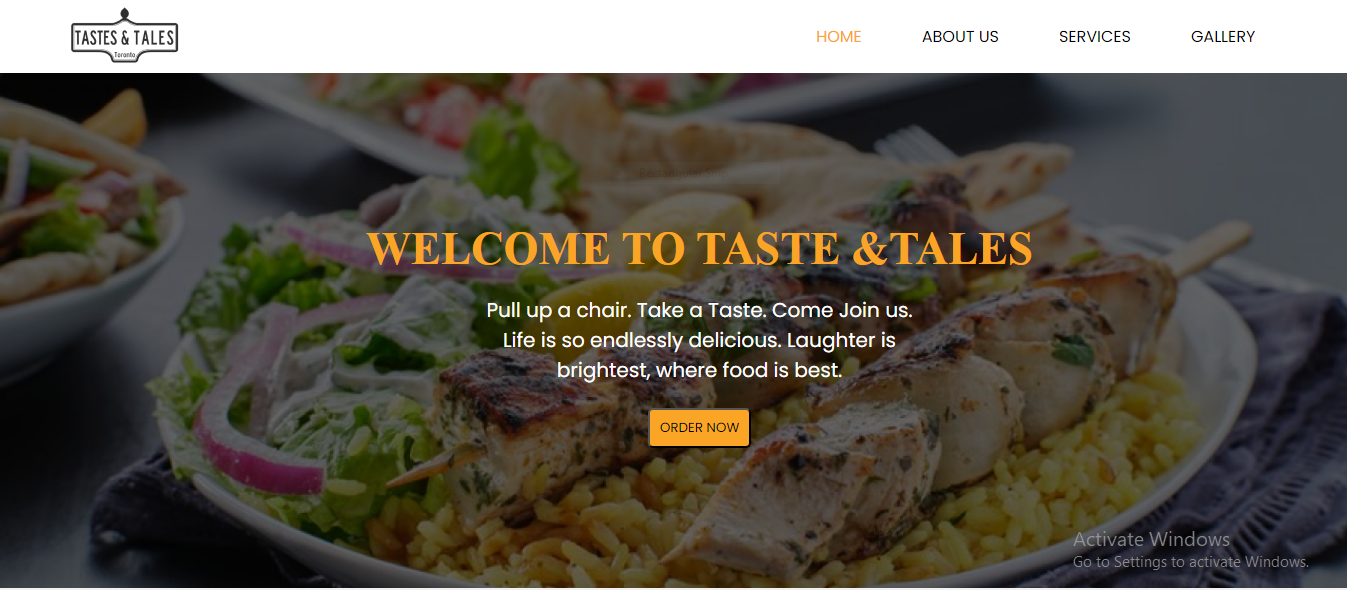 TASTES & TALES
Toronto
HOME
ABOUT US
SERVICES
GALLERY
WELCOME TO TASTE &TALES
Pull up a chair. Take a Taste. Come Join us.
Life is so endlessly delicious. Laughter is
brightest, where food is best.
ORDER NOW
Activate Windows
Go to Settings to activate Windows.